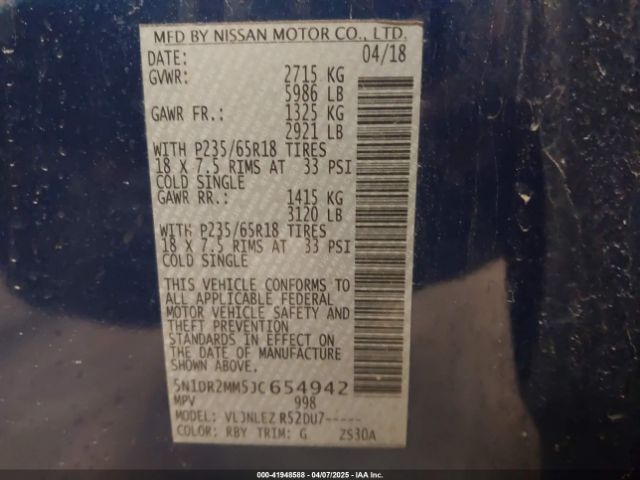 MFD BY NISSAN MOTOR CO., LTD.
DATE: 04/18
GVWR: 2715 KG
5986 LB
GAWR FR.: 1325 KG
2921 LB
WITH P235/65R18 TIRES
18 X 7.5 RIMS AT 33 PSI
COLD SINGLE
GAWR RR.: 1415 KG
3120 LB
WITH P235/65R18 TIRES
18 X 7.5 RIMS AT 33 PSI
COLD SINGLE
THIS VEHICLE CONFORMS TO
ALL APPLICABLE FEDERAL
MOTOR VEHICLE SAFETY AND
THEFT PREVENTION
STANDARDS IN EFFECT ON
THE DATE OF MANUFACTURE
SHOWN ABOVE.
5N1DR2MM5JC654942
MPV 998
VLJNLEZ R52DU7-----
COLOR: RBY TRIM: G ZS30A
000-41948588 - 04/07/2025 - IAAI.COM